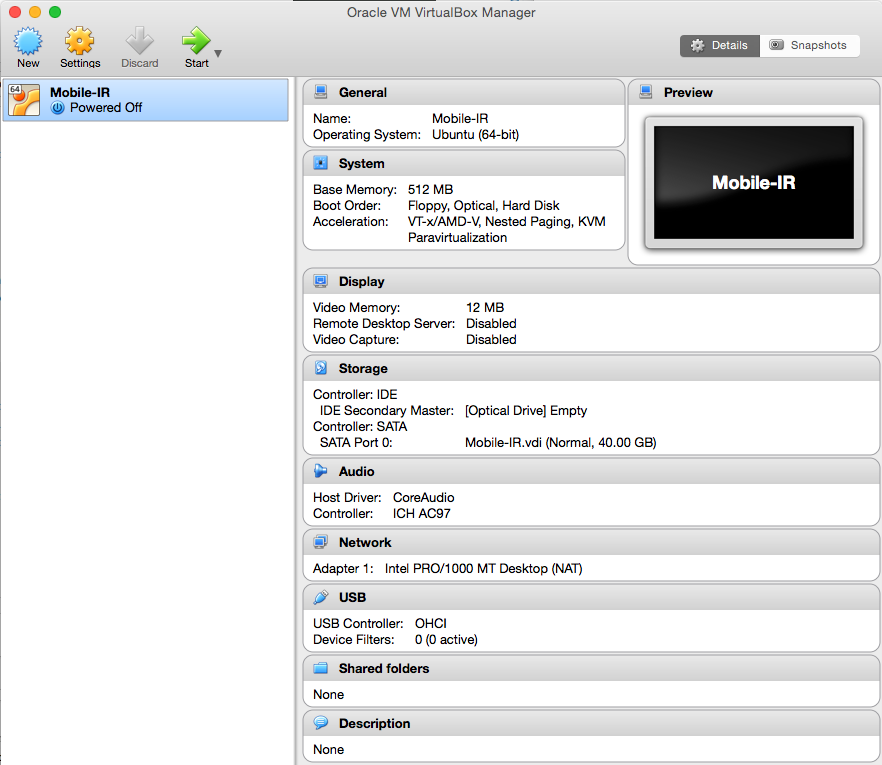 Oracle VM VirtualBox Manager
New
Settings
Discard
Start
Details
Snapshots
64
Mobile-IR
Powered Off
General
Name: Mobile-IR
Operating System: Ubuntu (64-bit)
System
Base Memory: 512 MB
Boot Order: Floppy, Optical, Hard Disk
Acceleration: VT-x/AMD-V, Nested Paging, KVM
Paravirtualization
Preview
Mobile-IR
Display
Video Memory: 12 MB
Remote Desktop Server: Disabled
Video Capture: Disabled
Storage
Controller: IDE
IDE Secondary Master: [Optical Drive] Empty
Controller: SATA
SATA Port 0: Mobile-IR.vdi (Normal, 40.00 GB)
Audio
Host Driver: CoreAudio
Controller: ICH AC97
Network
Adapter 1: Intel PRO/1000 MT Desktop (NAT)
USB
USB Controller: OHCI
Device Filters: 0 (0 active)
Shared folders
None
Description
None